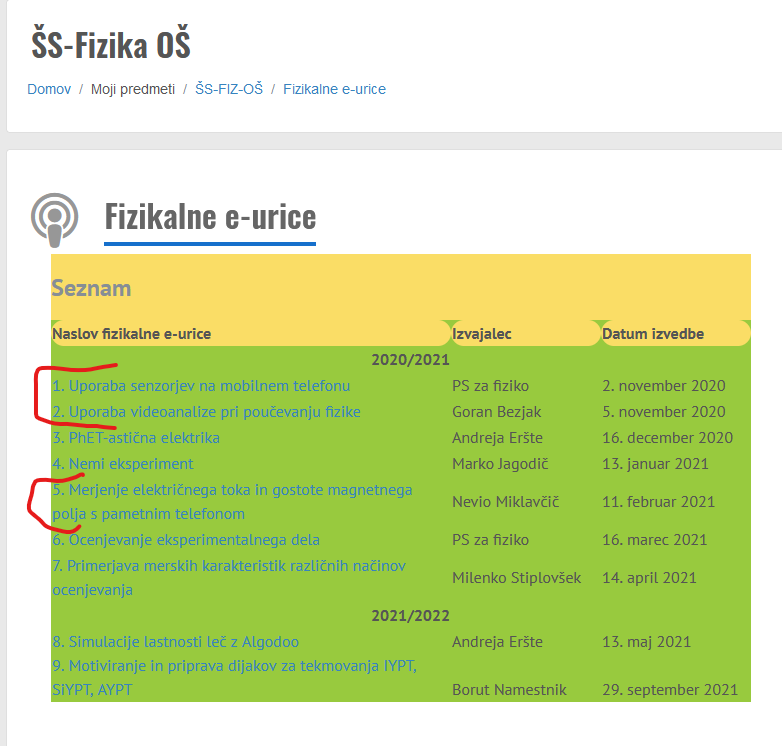 ŠS-Fizika OŠ
Domov / Moji predmeti / ŠS-FIZ-OŠ / Fizikalne e-urice
Fizikalne e-urice
Seznam
Naslov fizikalne e-urice Izvajalec Datum izvedbe
2020/2021
1. Uporaba senzorjev na mobilnem telefonu PS za fiziko 2. november 2020
2. Uporaba videoanalize pri poučevanju fizike Goran Bezjak 5. november 2020
3. PhET-astična elektrika Andreja Eršte 16. december 2020
4. Nemi eksperiment Marko Jagodič 13. januar 2021
5. Merjenje električnega toka in gostote magnetnega
polja s pametnim telefonom Nevio Miklavčič 11. februar 2021
6. Ocenjevanje eksperimentalnega dela PS za fiziko 16. marec 2021
7. Primerjava merskih karakteristik različnih načinov
ocenjevanja Milenko Stiplovšek 14. april 2021
2021/2022
8. Simulacije lastnosti leč z Algodoo Andreja Eršte 13. maj 2021
9. Motiviranje in priprava dijakov za tekmovanja IYPT,
SiYPT, AYPT Borut Namestnik 29. september 2021